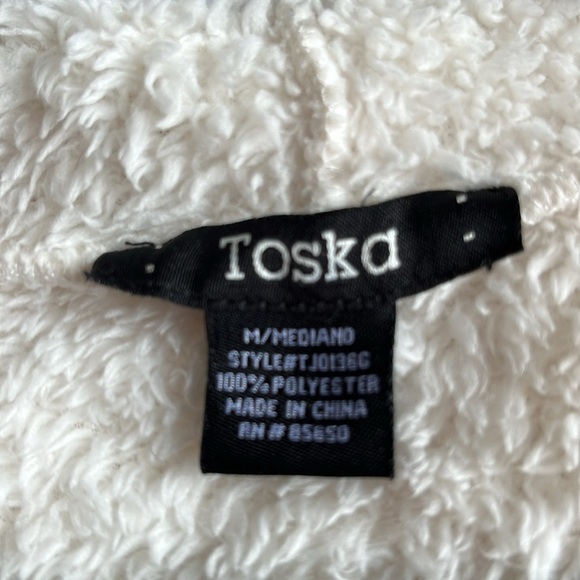 Toska
M/MEDIANO
STYLE#TJ0136G
100% POLYESTER
MADE IN CHINA
RN# 85650